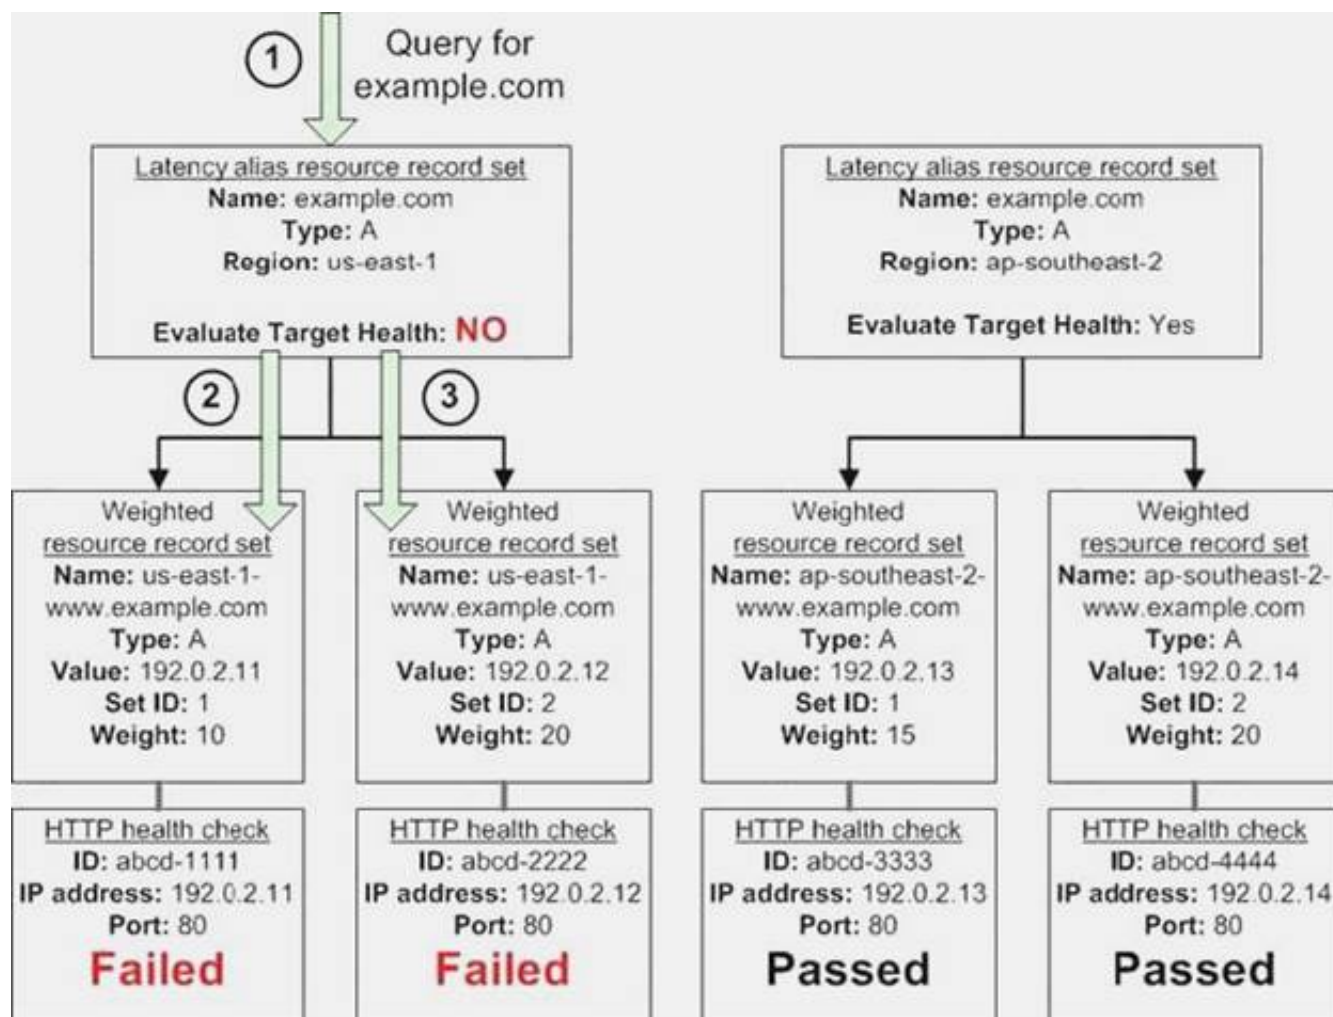 1
Query for
example.com
Latency alias resource record set
Name: example.com
Type: A
Region: us-east-1
Evaluate Target Health: NO
Latency alias resource record set
Name: example.com
Type: A
Region: ap-southeast-2
Evaluate Target Health: Yes
2
3
Weighted
resource record set
Name: us-east-1-
www.example.com
Type: A
Value: 192.0.2.11
Set ID: 1
Weight: 10
Weighted
resource record set
Name: us-east-1-
www.example.com
Type: A
Value: 192.0.2.12
Set ID: 2
Weight: 20
Weighted
resource record set
Name: ap-southeast-2-
www.example.com
Type: A
Value: 192.0.2.13
Set ID: 1
Weight: 15
Weighted
resource record set
Name: ap-southeast-2-
www.example.com
Type: A
Value: 192.0.2.14
Set ID: 2
Weight: 20
HTTP health check
ID: abcd-1111
IP address: 192.0.2.11
Port: 80
Failed
HTTP health check
ID: abcd-2222
IP address: 192.0.2.12
Port: 80
Failed
HTTP health check
ID: abcd-3333
IP address: 192.0.2.13
Port: 80
Passed
HTTP health check
ID: abcd-4444
IP address: 192.0.2.14
Port: 80
Passed